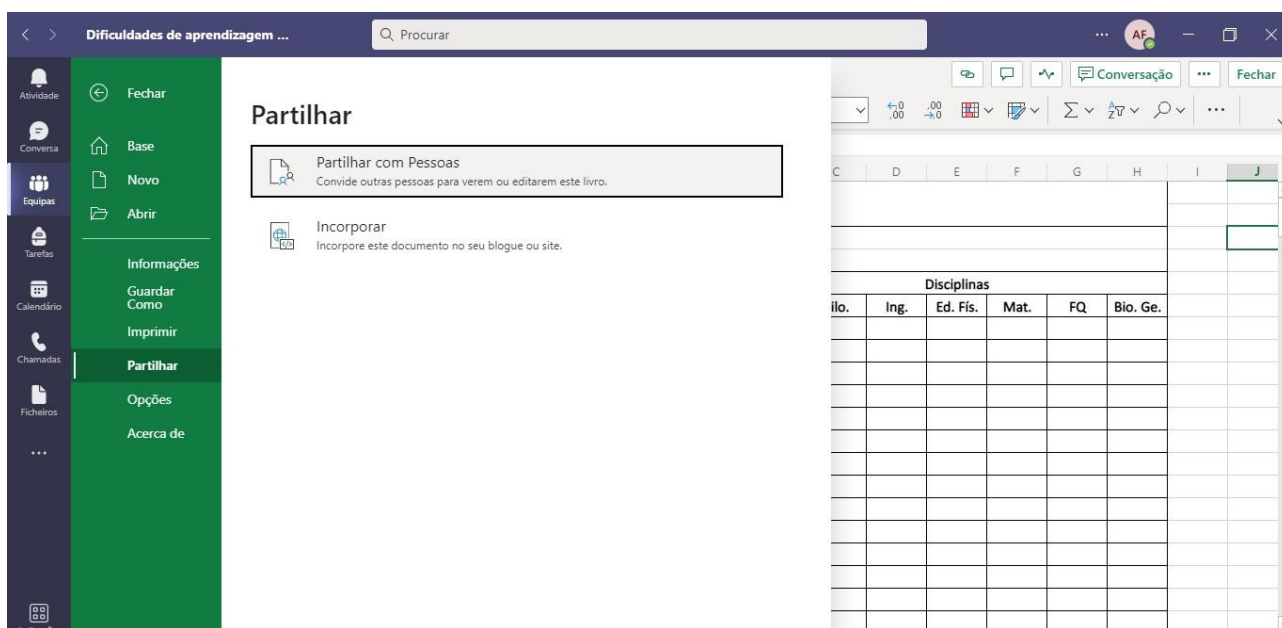 Dificuldades de aprendizagem ...
Procurar
AF
Atividade
Conversa
Equipas
Tarefas
Calendário
Chamadas
Ficheiros
Fechar
Base
Novo
Abrir
Informações
Guardar
Como
Imprimir
Partilhar
Opções
Acerca de
Partilhar
Partilhar com Pessoas
Convide outras pessoas para verem ou editarem este livro.
Incorporar
Incorpore este documento no seu blogue ou site.
Conversação
Fechar
C D E F G H I J
Disciplinas
ilo. Ing. Ed. Fís. Mat. FQ Bio. Ge.